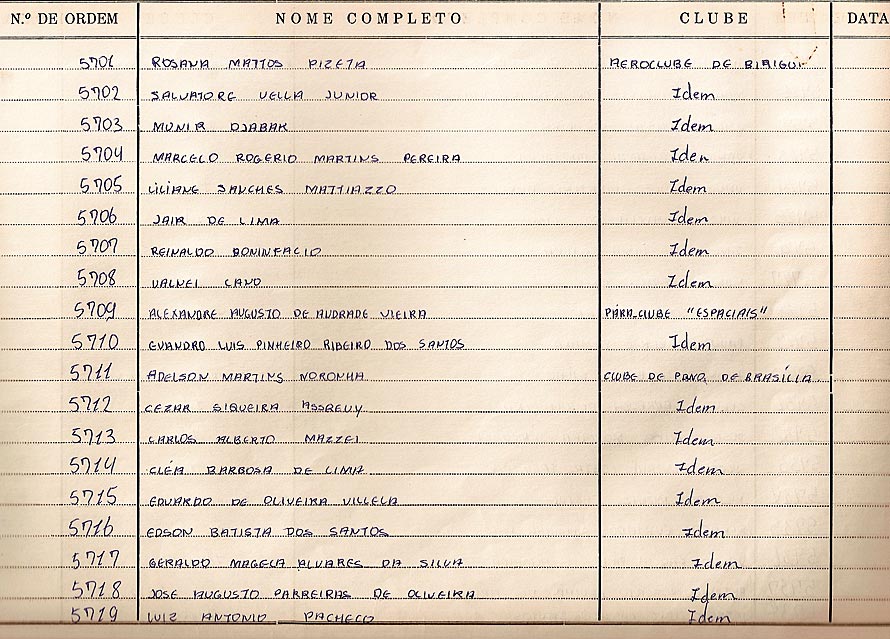 N.º DE ORDEM NOME COMPLETO CLUBE DATA
5701 ROSANA MATTOS PIZETA AEROCLUBE DE BIRIGUI
5702 SALVATORE VELLA JUNIOR Idem
5703 MUNIR DJABAK Idem
5704 MARCELO ROGERIO MARTINS PEREIRA Idem
5705 LILIANE SANCHES MATTIAZZO Idem
5706 JAIR DE LIMA Idem
5707 REINALDO BONINFACIO Idem
5708 VALNEI CANO Idem
5709 ALEXANDRE AUGUSTO DE ANDRADE VIEIRA PÁRA-CLUBE "ESPACIAIS"
5710 EVANDRO LUIS PINHEIRO RIBEIRO DOS SANTOS Idem
5711 ADELSON MARTINS NORONHA CLUBE DE PARAQ. DE BRASÍLIA
5712 CEZAR SIQUEIRA Idem
5713 CARLOS ALBERTO MAZZEI Idem
5714 CLÉA BARBOSA DE LIMA Idem
5715 EDUARDO DE OLIVEIRA VILLELA Idem
5716 EDSON BATISTA DOS SANTOS Idem
5717 GERALDO MAGELA ALVARES DA SILVA Idem
5718 JOSE AUGUSTO PARREIRAS DE OLIVEIRA Idem
5719 LUIZ ANTONIO PACHECO Idem